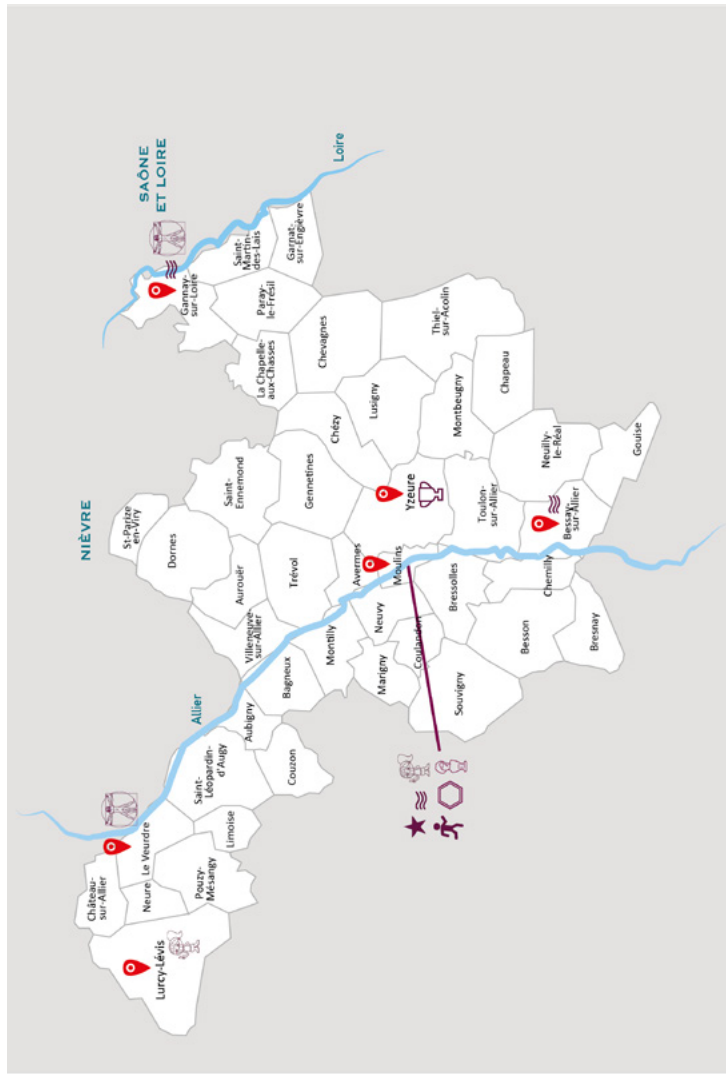 NIÈVRE
SAÔNE
ET LOIRE
Château-
sur-Allier
St-Parize-
en-Viry
Le Veurdre
Neure
Lurcy-Lévis
Dornes
Gannay-
sur-Loire
Allier
Pouzy-
Mésangy
Saint-
Léopardin-
d'Augy
Limoise
Saint-
Ennemond
Aurouër
Villeneuve-
sur-Allier
Saint-
Martin-
des-Lais
Aubigny
Paray-
le-Frésil
La Chapelle-
aux-Chasses
Couzon
Bagneux
Trévol
Gennetines
Garnat-
sur-Engièvre
Loire
Montilly
Chézy
Chevagnes
Avermes
Neuvy
Marigny
Moulins
Yzeure
Lusigny
Coulandon
Thiel-
sur-Acolin
Souvigny
Bressolles
Montbeugny
Toulon-
sur-Allier
Chapeau
Besson
Chemilly
Neuilly-
le-Réal
Bessay-
sur-Allier
Bresnay
Gouise